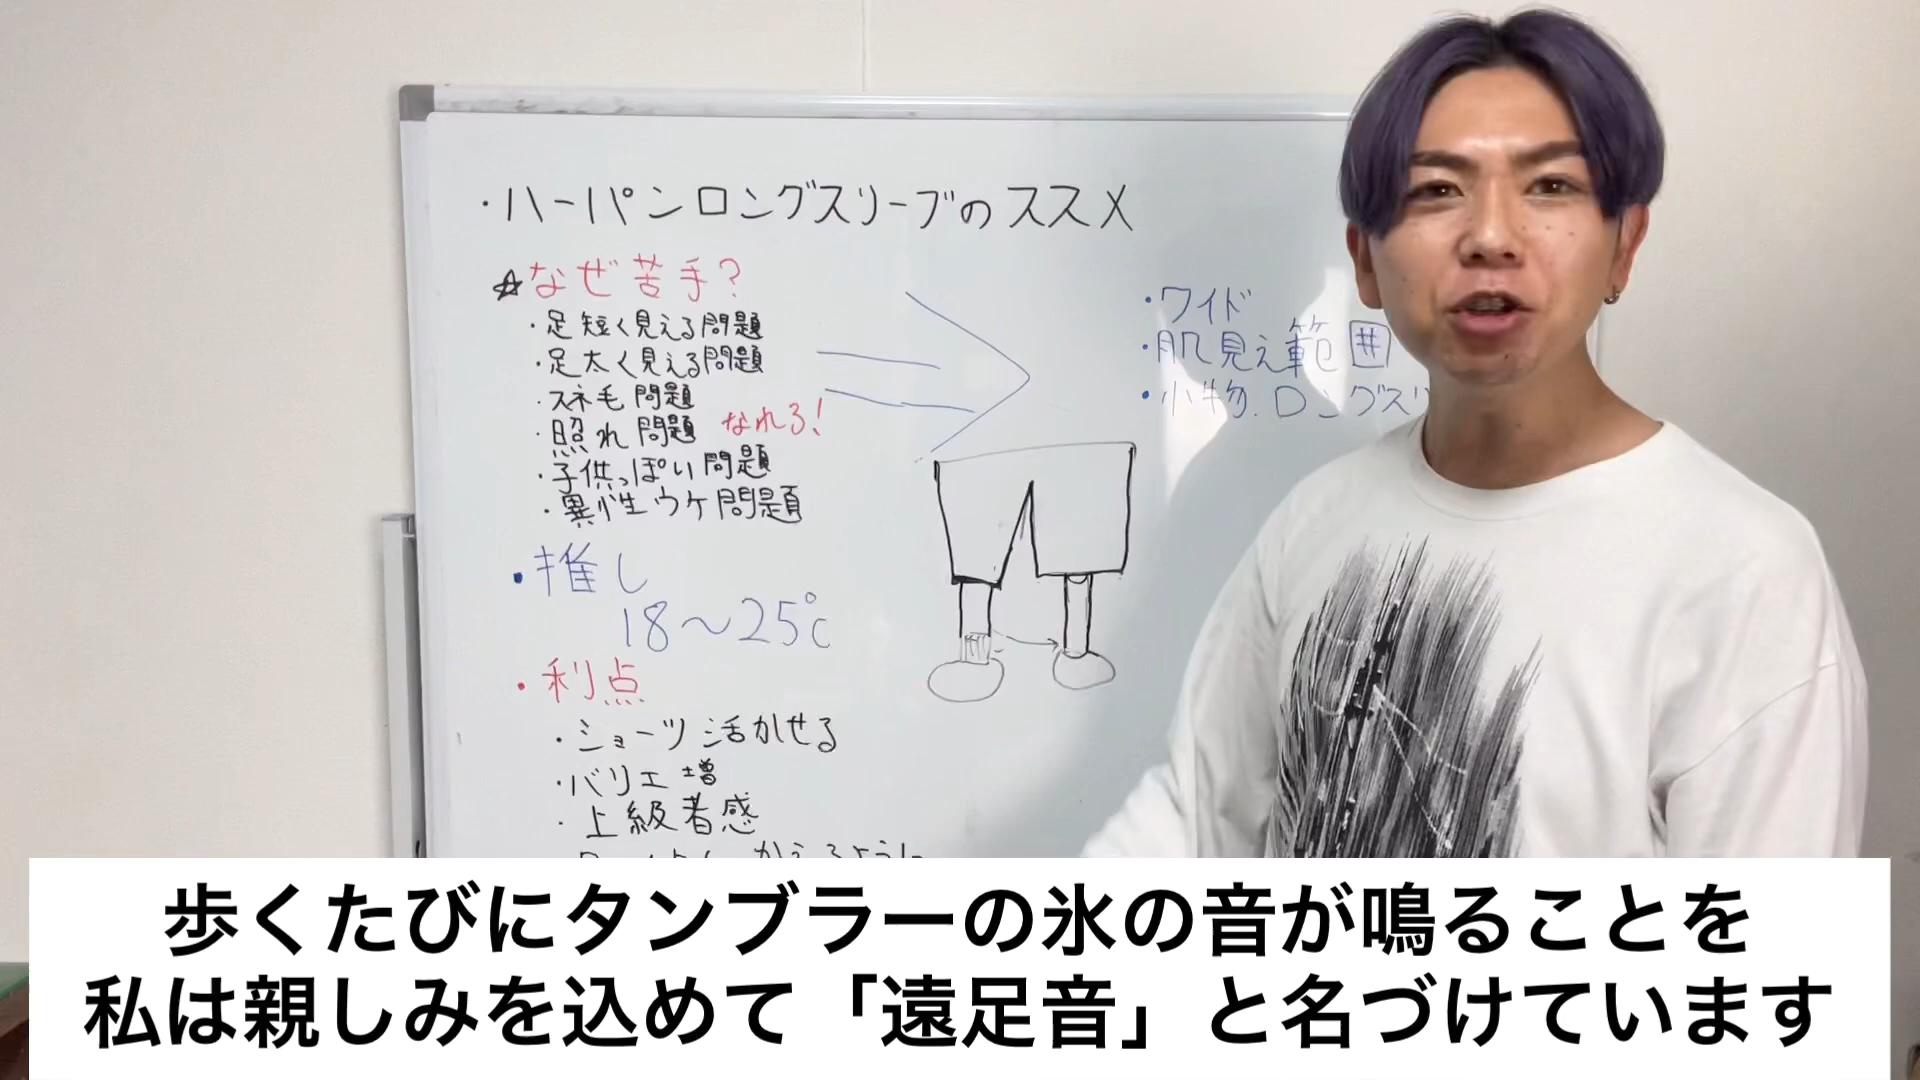 ・ハーパンロングスリーブのススメ
☆なぜ苦手?
・足短く見える問題
・足太く見える問題
・スネ毛問題
・照れ問題 なれろ!
・子供っぽい問題
・異性ウケ問題
・ワイド
・肌見え範囲
・小物.ロングスリ
・推し
18〜25℃
・利点
・ショーツ活かせる
・バリエ増
・上級者感
歩くたびにタンブラーの氷の音が鳴ることを
私は親しみを込めて「遠足音」と名づけています